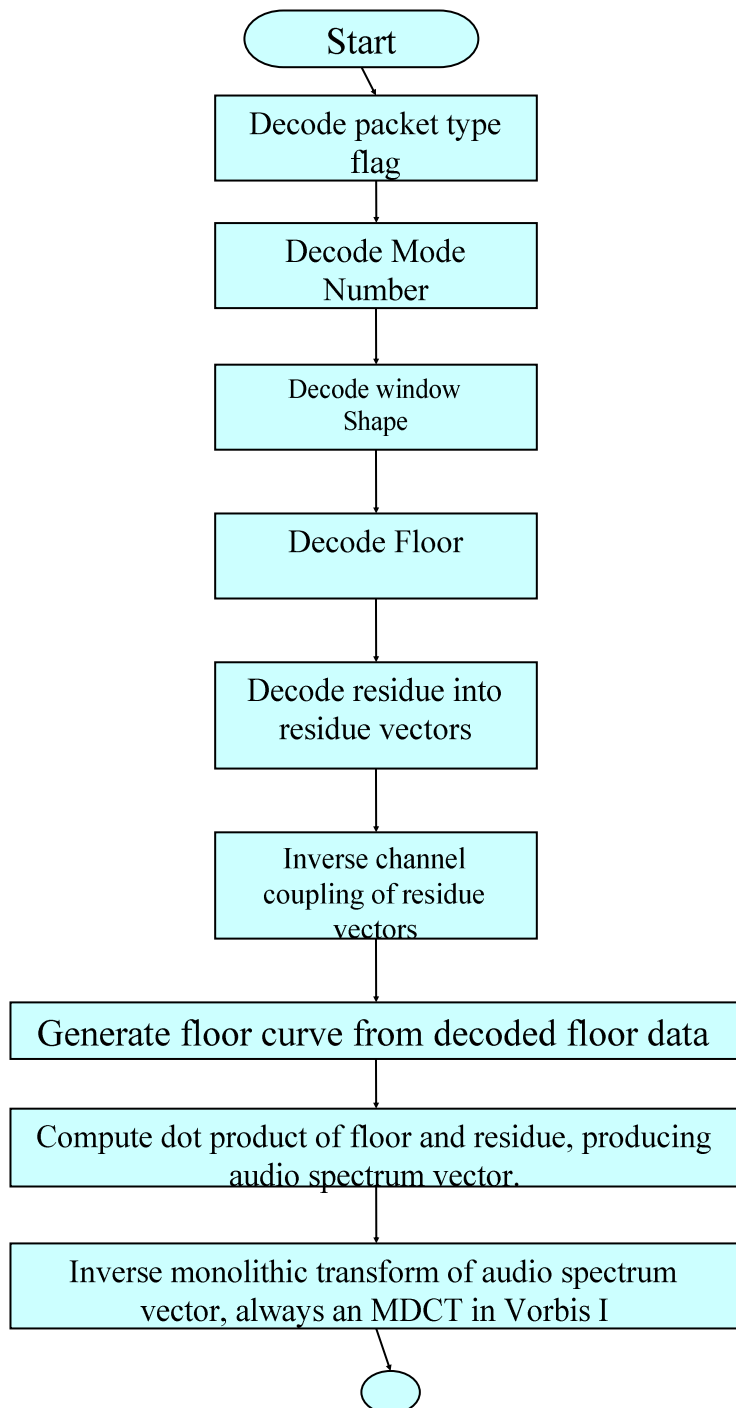 Start
Decode packet type
flag
Decode Mode
Number
Decode window
Shape
Decode Floor
Decode residue into
residue vectors
Inverse channel
coupling of residue
vectors
Generate floor curve from decoded floor data
Compute dot product of floor and residue, producing
audio spectrum vector.
Inverse monolithic transform of audio spectrum
vector, always an MDCT in Vorbis I